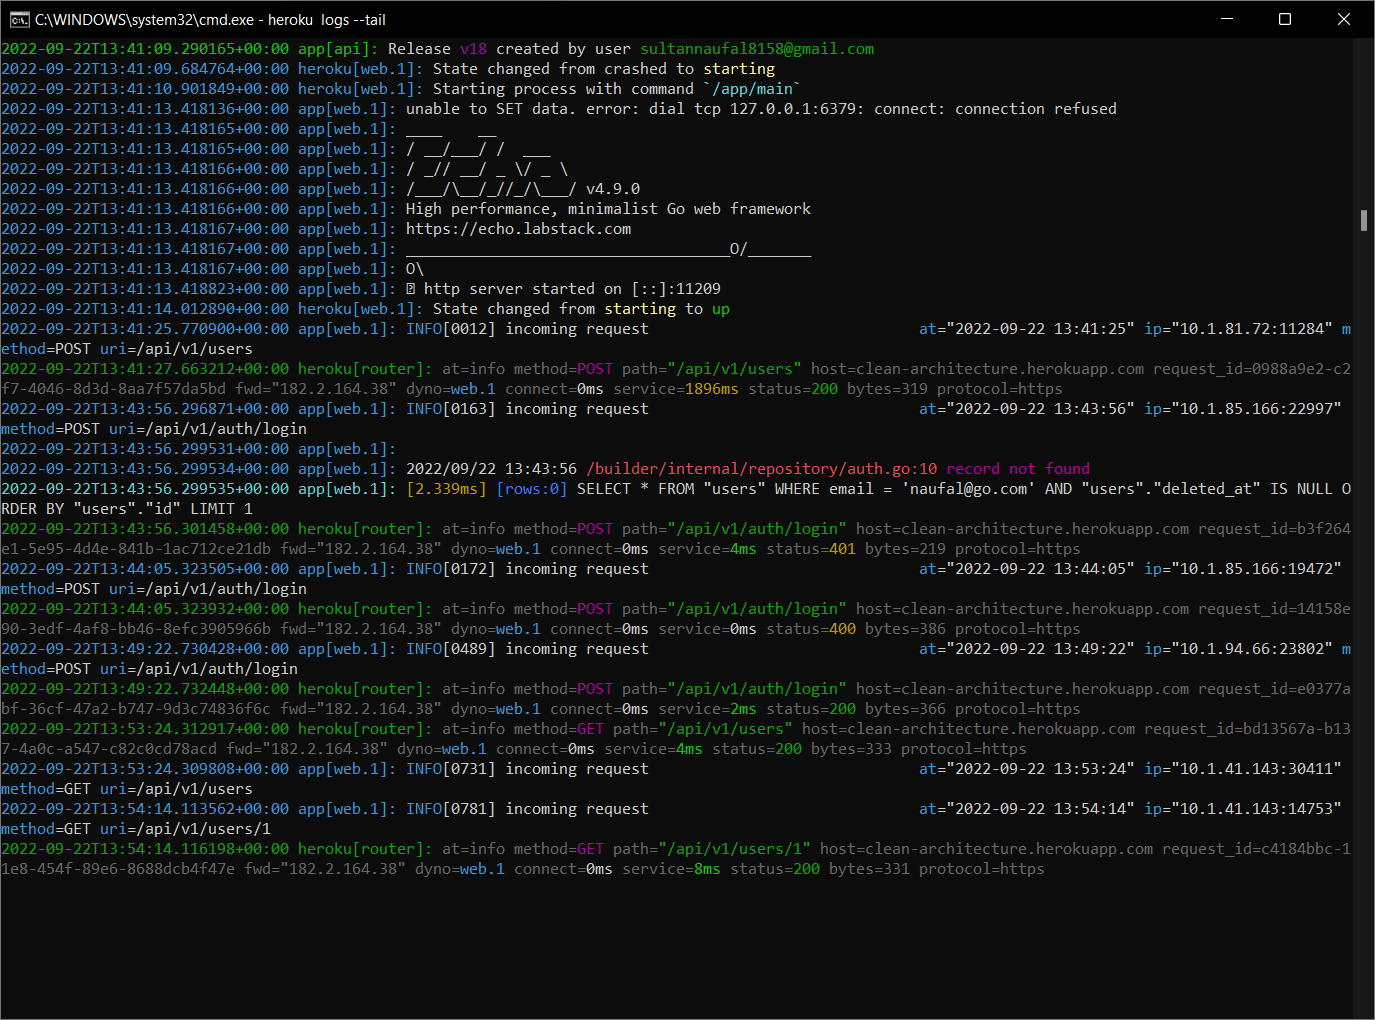 C:\WINDOWS\system32\cmd.exe - heroku  logs --tail
2022-09-22T13:41:09.290165+00:00 app[api]: Release v18 created by user sultannaufal8158@gmail.com
2022-09-22T13:41:09.684764+00:00 heroku[web.1]: State changed from crashed to starting
2022-09-22T13:41:10.901849+00:00 heroku[web.1]: Starting process with command `/app/main`
2022-09-22T13:41:13.418136+00:00 app[web.1]: unable to SET data. error: dial tcp 127.0.0.1:6379: connect: connection refused
2022-09-22T13:41:13.418165+00:00 app[web.1]: ____    __
2022-09-22T13:41:13.418165+00:00 app[web.1]: / __/___/ /  ___
2022-09-22T13:41:13.418166+00:00 app[web.1]: / _// __/ _ \/ _ \
2022-09-22T13:41:13.418166+00:00 app[web.1]: /___/\__/_//_/\___/ v4.9.0
2022-09-22T13:41:13.418166+00:00 app[web.1]: High performance, minimalist Go web framework
2022-09-22T13:41:13.418167+00:00 app[web.1]: https://echo.labstack.com
2022-09-22T13:41:13.418167+00:00 app[web.1]: ____________________________________O/_______
2022-09-22T13:41:13.418167+00:00 app[web.1]: O\
2022-09-22T13:41:13.418823+00:00 app[web.1]: ⍰ http server started on [::]:11209
2022-09-22T13:41:14.012890+00:00 heroku[web.1]: State changed from starting to up
2022-09-22T13:41:25.770900+00:00 app[web.1]: INFO[0012] incoming request                              at="2022-09-22 13:41:25" ip="10.1.81.72:11284" m
ethod=POST uri=/api/v1/users
2022-09-22T13:41:27.663212+00:00 heroku[router]: at=info method=POST path="/api/v1/users" host=clean-architecture.herokuapp.com request_id=0988a9e2-c2
f7-4046-8d3d-8aa7f57da5bd fwd="182.2.164.38" dyno=web.1 connect=0ms service=1896ms status=200 bytes=319 protocol=https
2022-09-22T13:43:56.296871+00:00 app[web.1]: INFO[0163] incoming request                              at="2022-09-22 13:43:56" ip="10.1.85.166:22997"
method=POST uri=/api/v1/auth/login
2022-09-22T13:43:56.299531+00:00 app[web.1]:
2022-09-22T13:43:56.299534+00:00 app[web.1]: 2022/09/22 13:43:56 /builder/internal/repository/auth.go:10 record not found
2022-09-22T13:43:56.299535+00:00 app[web.1]: [2.339ms] [rows:0] SELECT * FROM "users" WHERE email = 'naufal@go.com' AND "users"."deleted_at" IS NULL O
RDER BY "users"."id" LIMIT 1
2022-09-22T13:43:56.301458+00:00 heroku[router]: at=info method=POST path="/api/v1/auth/login" host=clean-architecture.herokuapp.com request_id=b3f264
e1-5e95-4d4e-841b-1ac712ce21db fwd="182.2.164.38" dyno=web.1 connect=0ms service=4ms status=401 bytes=219 protocol=https
2022-09-22T13:44:05.323505+00:00 app[web.1]: INFO[0172] incoming request                              at="2022-09-22 13:44:05" ip="10.1.85.166:19472"
method=POST uri=/api/v1/auth/login
2022-09-22T13:44:05.323932+00:00 heroku[router]: at=info method=POST path="/api/v1/auth/login" host=clean-architecture.herokuapp.com request_id=14158e
90-3edf-4af8-bb46-8efc3905966b fwd="182.2.164.38" dyno=web.1 connect=0ms service=0ms status=400 bytes=386 protocol=https
2022-09-22T13:49:22.730428+00:00 app[web.1]: INFO[0489] incoming request                              at="2022-09-22 13:49:22" ip="10.1.94.66:23802" m
ethod=POST uri=/api/v1/auth/login
2022-09-22T13:49:22.732448+00:00 heroku[router]: at=info method=POST path="/api/v1/auth/login" host=clean-architecture.herokuapp.com request_id=e0377a
bf-36cf-47a2-b747-9d3c74836f6c fwd="182.2.164.38" dyno=web.1 connect=0ms service=2ms status=200 bytes=366 protocol=https
2022-09-22T13:53:24.312917+00:00 heroku[router]: at=info method=GET path="/api/v1/users" host=clean-architecture.herokuapp.com request_id=bd13567a-b13
7-4a0c-a547-c82c0cd78acd fwd="182.2.164.38" dyno=web.1 connect=0ms service=4ms status=200 bytes=333 protocol=https
2022-09-22T13:53:24.309808+00:00 app[web.1]: INFO[0731] incoming request                              at="2022-09-22 13:53:24" ip="10.1.41.143:30411"
method=GET uri=/api/v1/users
2022-09-22T13:54:14.113562+00:00 app[web.1]: INFO[0781] incoming request                              at="2022-09-22 13:54:14" ip="10.1.41.143:14753"
method=GET uri=/api/v1/users/1
2022-09-22T13:54:14.116198+00:00 heroku[router]: at=info method=GET path="/api/v1/users/1" host=clean-architecture.herokuapp.com request_id=c4184bbc-1
1e8-454f-89e6-8688dcb4f47e fwd="182.2.164.38" dyno=web.1 connect=0ms service=8ms status=200 bytes=331 protocol=https